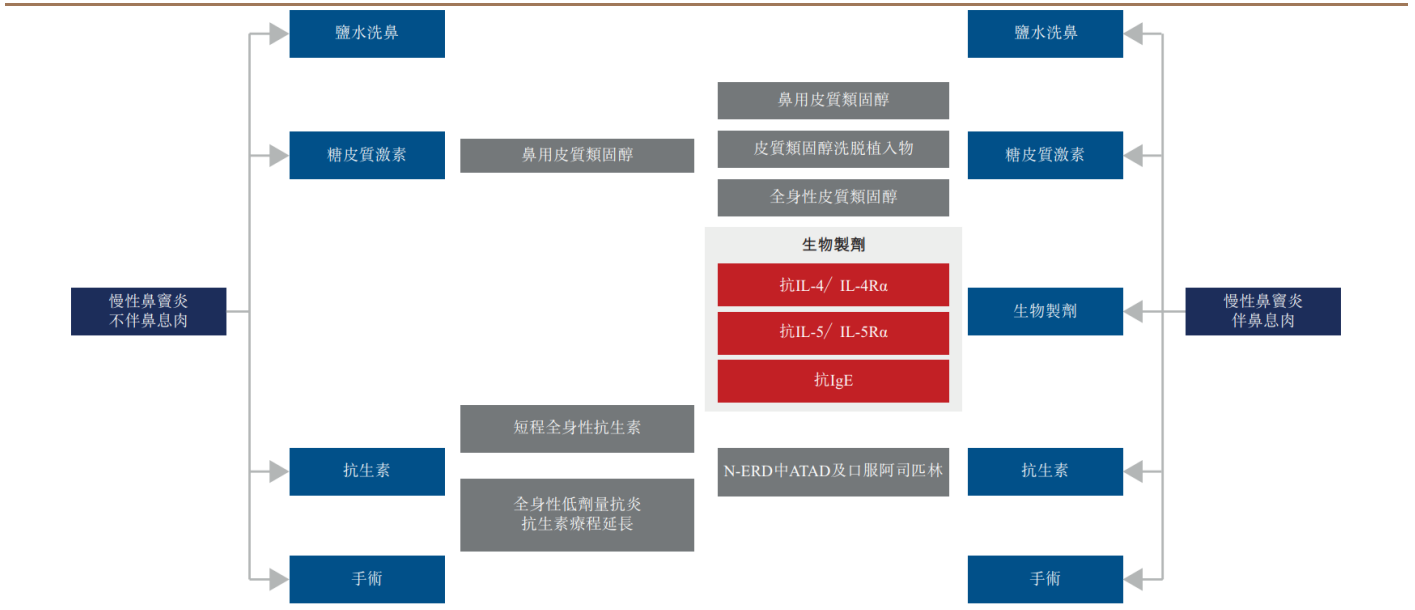 鹽水洗鼻
鹽水洗鼻
鼻用皮質類固醇
糖皮質激素
鼻用皮質類固醇
皮質類固醇洗脱植入物
糖皮質激素
全身性皮質類固醇
生物製劑
抗IL-4/ IL-4Rα
慢性鼻竇炎
不伴鼻息肉
抗IL-5/ IL-5Rα
生物製劑
慢性鼻竇炎
伴鼻息肉
抗IgE
短程全身性抗生素
抗生素
N-ERD中ATAD及口服阿司匹林
抗生素
全身性低劑量抗炎
抗生素療程延長
手術
手術